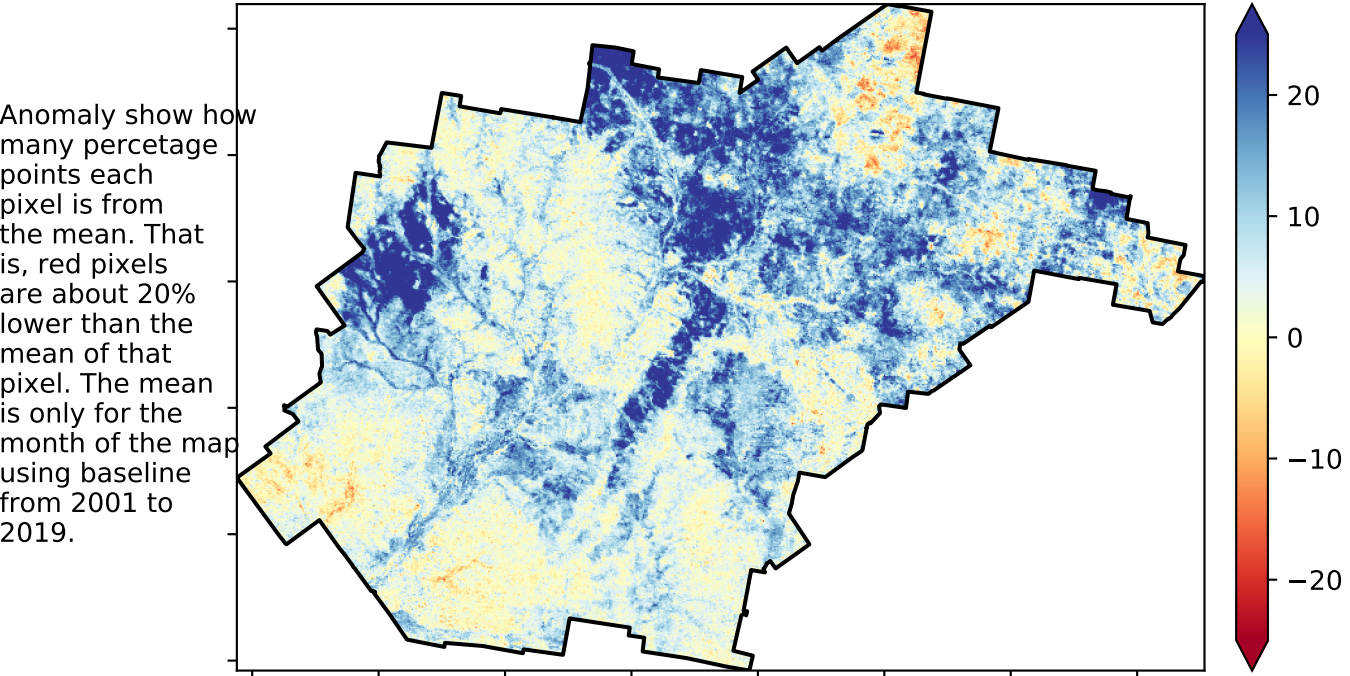 Anomaly show how
many percetage
points each
pixel is from
the mean. That
is, red pixels
are about 20%
lower than the
mean of that
pixel. The mean
is only for the
month of the map
using baseline
from 2001 to
2019.
20
10
0
−10
−20